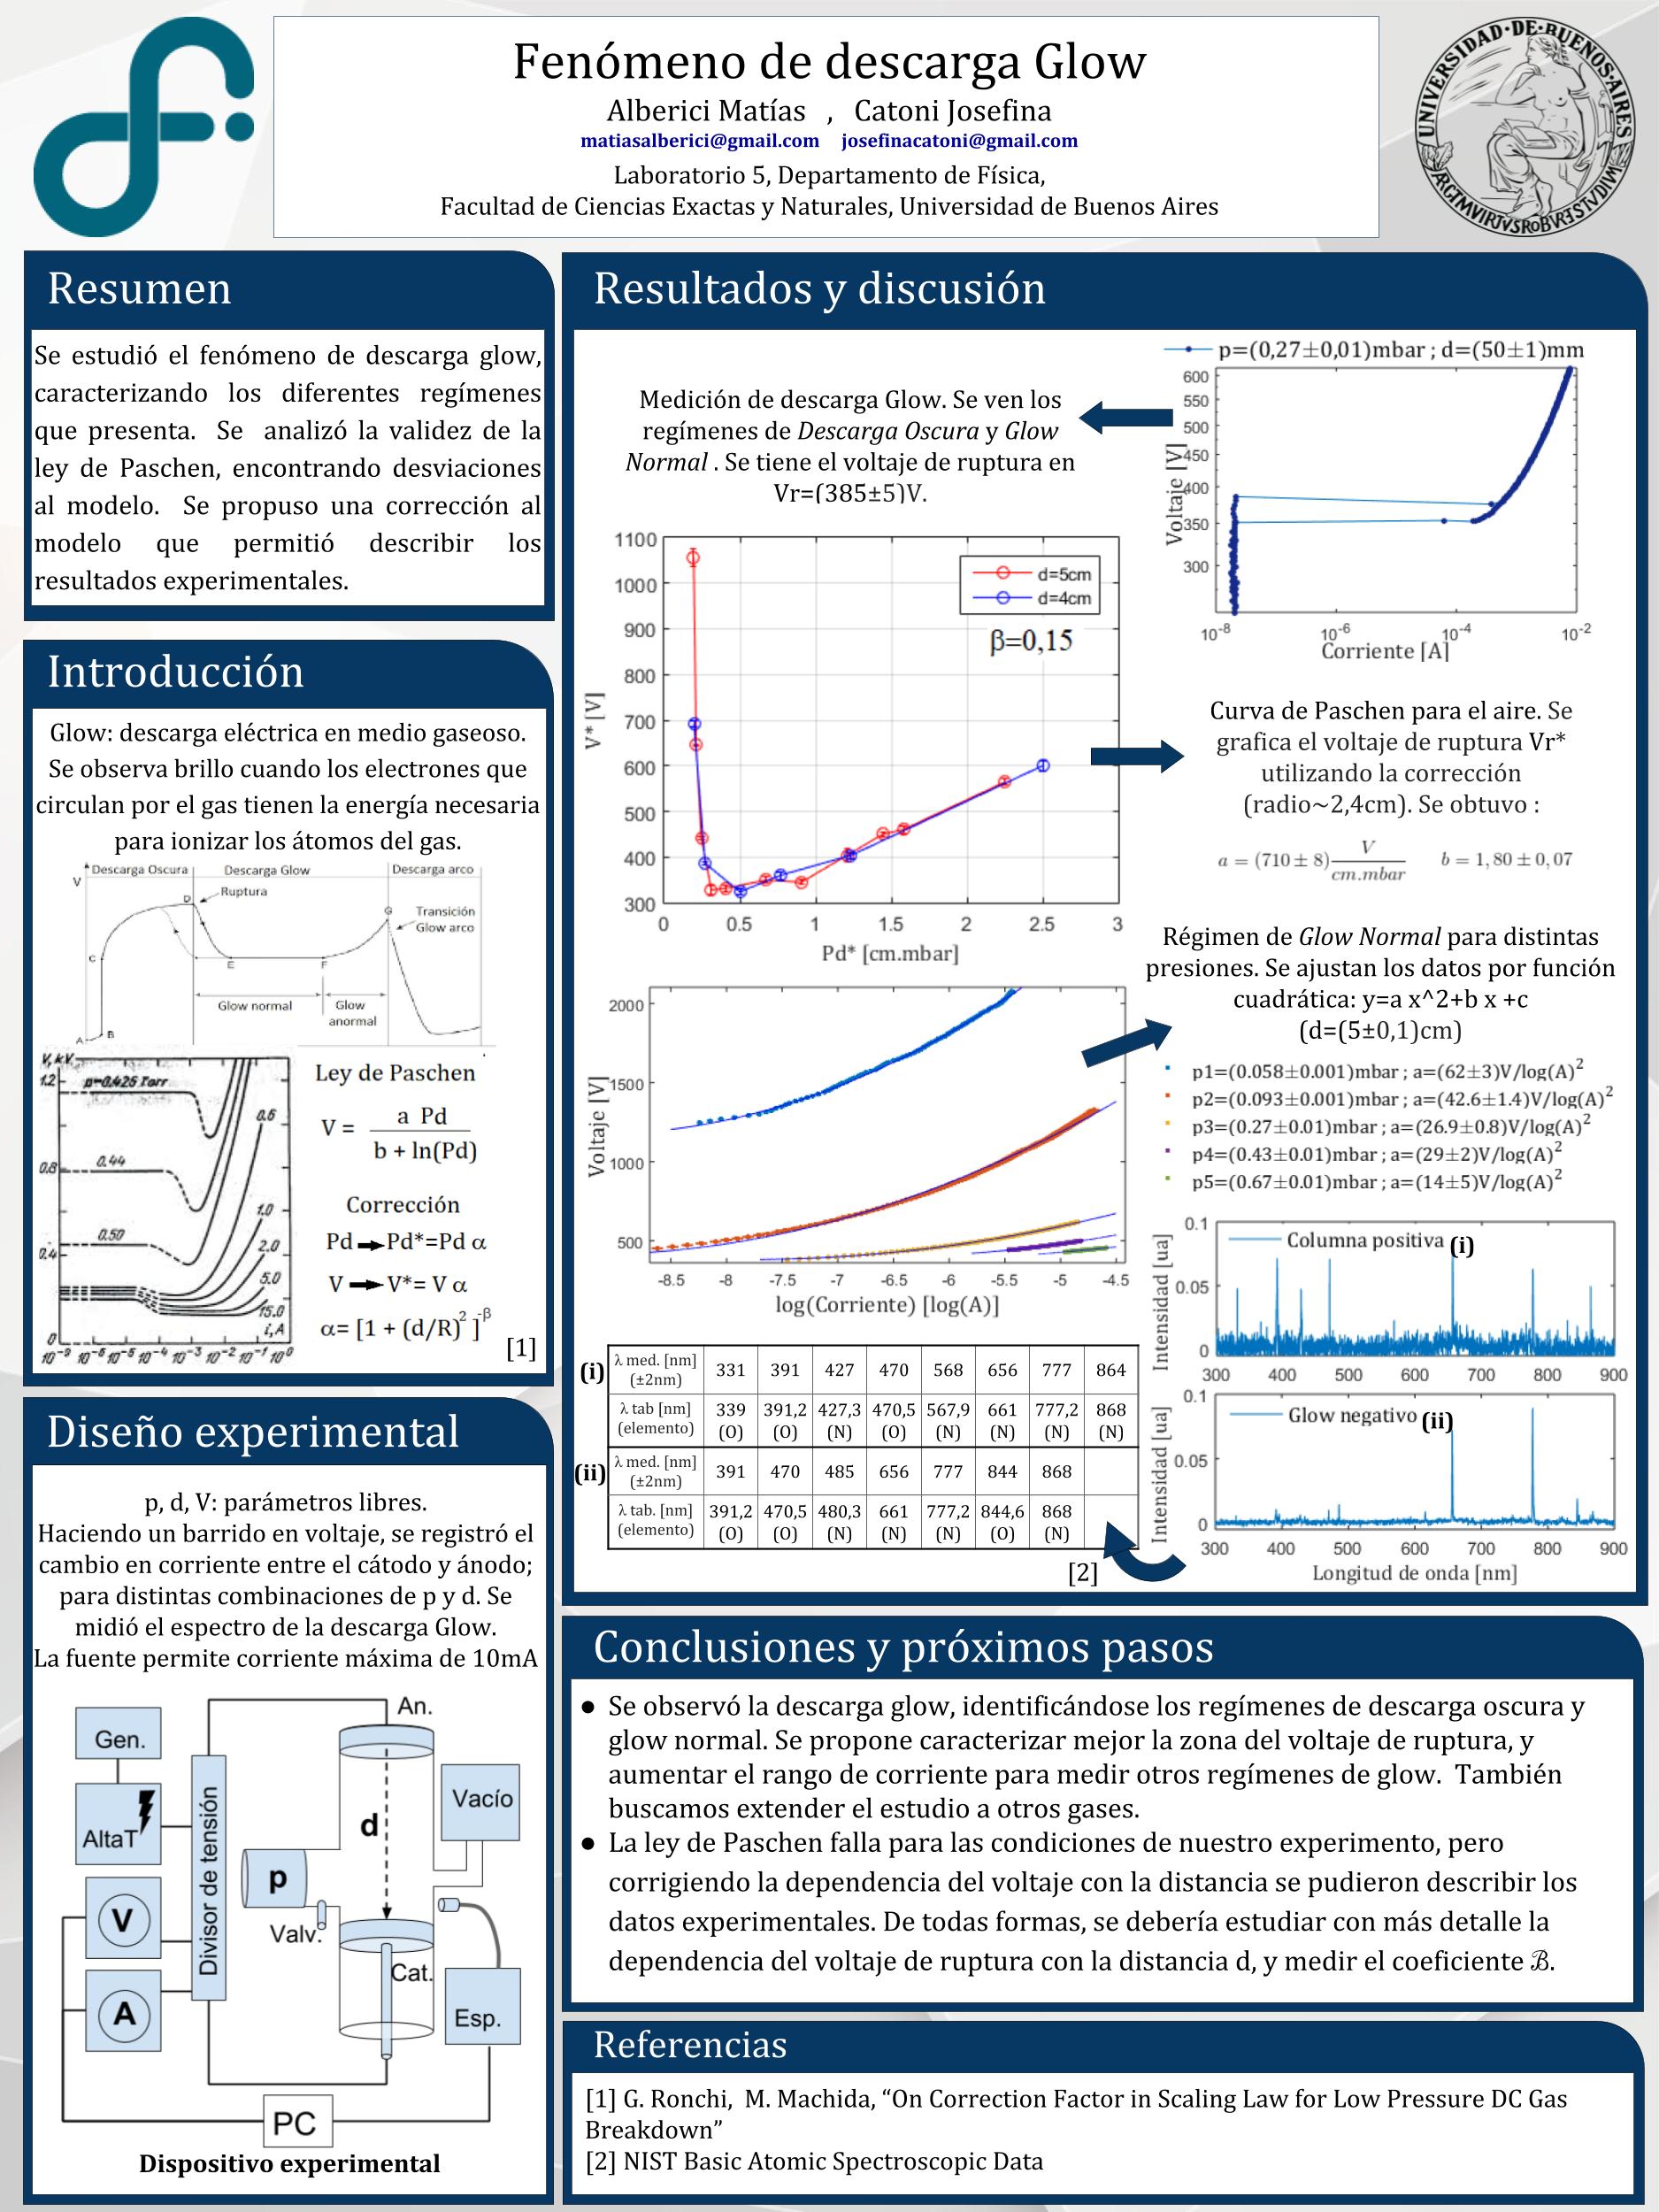 Fenómeno de descarga Glow
Alberici Matías , Catoni Josefina
matiasalberici@gmail.com josefinacatoni@gmail.com
Laboratorio 5, Departamento de Física,
Facultad de Ciencias Exactas y Naturales, Universidad de Buenos Aires
UNIVERSIDAD·DE·BUENOS·AIRES
ARGTMVIRTVSROBVRESTVDIVM
Resumen
Se estudió el fenómeno de descarga glow,
caracterizando los diferentes regímenes
que presenta. Se analizó la validez de la
ley de Paschen, encontrando desviaciones
al modelo. Se propuso una corrección al
modelo que permitió describir los
resultados experimentales.
Introducción
Glow: descarga eléctrica en medio gaseoso.
Se observa brillo cuando los electrones que
circulan por el gas tienen la energía necesaria
para ionizar los átomos del gas.
Descarga Oscura Descarga Glow Descarga arco
V
D Ruptura
G Transición
Glow arco
C E F
Glow normal Glow
anormal
A B
V, kV
1.2 p=0.426 Torr
0.6
0.8 0.44
1.0
0.50
2.0
0.4
5.0
15.0
i, A
0
10⁻⁹ 10⁻⁶ 10⁻⁵ 10⁻⁴ 10⁻³ 10⁻² 10⁻¹ 10⁰
Ley de Paschen
V = a Pd
b + ln(Pd)
Corrección
Pd ➞ Pd*=Pd α
V ➞ V*= V α
α= [1 + (d/R)² ]^-β
[1]
Diseño experimental
p, d, V: parámetros libres.
Haciendo un barrido en voltaje, se registró el
cambio en corriente entre el cátodo y ánodo;
para distintas combinaciones de p y d. Se
midió el espectro de la descarga Glow.
La fuente permite corriente máxima de 10mA
An.
Gen.
AltaT
Divisor de tensión
d
Vacío
p
V
Valv.
Cat.
A
Esp.
PC
Dispositivo experimental
Resultados y discusión
Medición de descarga Glow. Se ven los
regímenes de Descarga Oscura y Glow
Normal . Se tiene el voltaje de ruptura en
Vr=(385±5)V.
p=(0,27±0,01)mbar ; d=(50±1)mm
600
550
500
450
400
350
300
Voltaje [V]
10⁻⁸ 10⁻⁶ 10⁻⁴ 10⁻²
Corriente [A]
1100
1000
900
800
700
600
500
400
300
V* [V]
d=5cm
d=4cm
β=0,15
0 0.5 1 1.5 2 2.5 3
Pd* [cm.mbar]
Curva de Paschen para el aire. Se
grafica el voltaje de ruptura Vr*
utilizando la corrección
(radio~2,4cm). Se obtuvo :
a = (710 ± 8) V/cm.mbar b = 1,80 ± 0,07
Régimen de Glow Normal para distintas
presiones. Se ajustan los datos por función
cuadrática: y=a x^2+b x +c
(d=(5±0,1)cm)
p1=(0.058±0.001)mbar ; a=(62±3)V/log(A)²
p2=(0.093±0.001)mbar ; a=(42.6±1.4)V/log(A)²
p3=(0.27±0.01)mbar ; a=(26.9±0.8)V/log(A)²
p4=(0.43±0.01)mbar ; a=(29±2)V/log(A)²
p5=(0.67±0.01)mbar ; a=(14±5)V/log(A)²
2000
1500
1000
500
Voltaje [V]
-8.5 -8 -7.5 -7 -6.5 -6 -5.5 -5 -4.5
log(Corriente) [log(A)]
0.1
0.05
0
Intensidad [ua]
Columna positiva (i)
300 400 500 600 700 800 900
0.1
0.05
0
Intensidad [ua]
Glow negativo (ii)
300 400 500 600 700 800 900
Longitud de onda [nm]
(i) λ med. [nm] (±2nm) 331 391 427 470 568 656 777 864
λ tab [nm] (elemento) 339 (O) 391,2 (O) 427,3 (N) 470,5 (O) 567,9 (N) 661 (N) 777,2 (N) 868 (N)
(ii) λ med. [nm] (±2nm) 391 470 485 656 777 844 868
λ tab. [nm] (elemento) 391,2 (O) 470,5 (O) 480,3 (N) 661 (N) 777,2 (N) 844,6 (O) 868 (N)
[2]
Conclusiones y próximos pasos
● Se observó la descarga glow, identificándose los regímenes de descarga oscura y
glow normal. Se propone caracterizar mejor la zona del voltaje de ruptura, y
aumentar el rango de corriente para medir otros regímenes de glow. También
buscamos extender el estudio a otros gases.
● La ley de Paschen falla para las condiciones de nuestro experimento, pero
corrigiendo la dependencia del voltaje con la distancia se pudieron describir los
datos experimentales. De todas formas, se debería estudiar con más detalle la
dependencia del voltaje de ruptura con la distancia d, y medir el coeficiente ℬ.
Referencias
[1] G. Ronchi, M. Machida, “On Correction Factor in Scaling Law for Low Pressure DC Gas
Breakdown”
[2] NIST Basic Atomic Spectroscopic Data